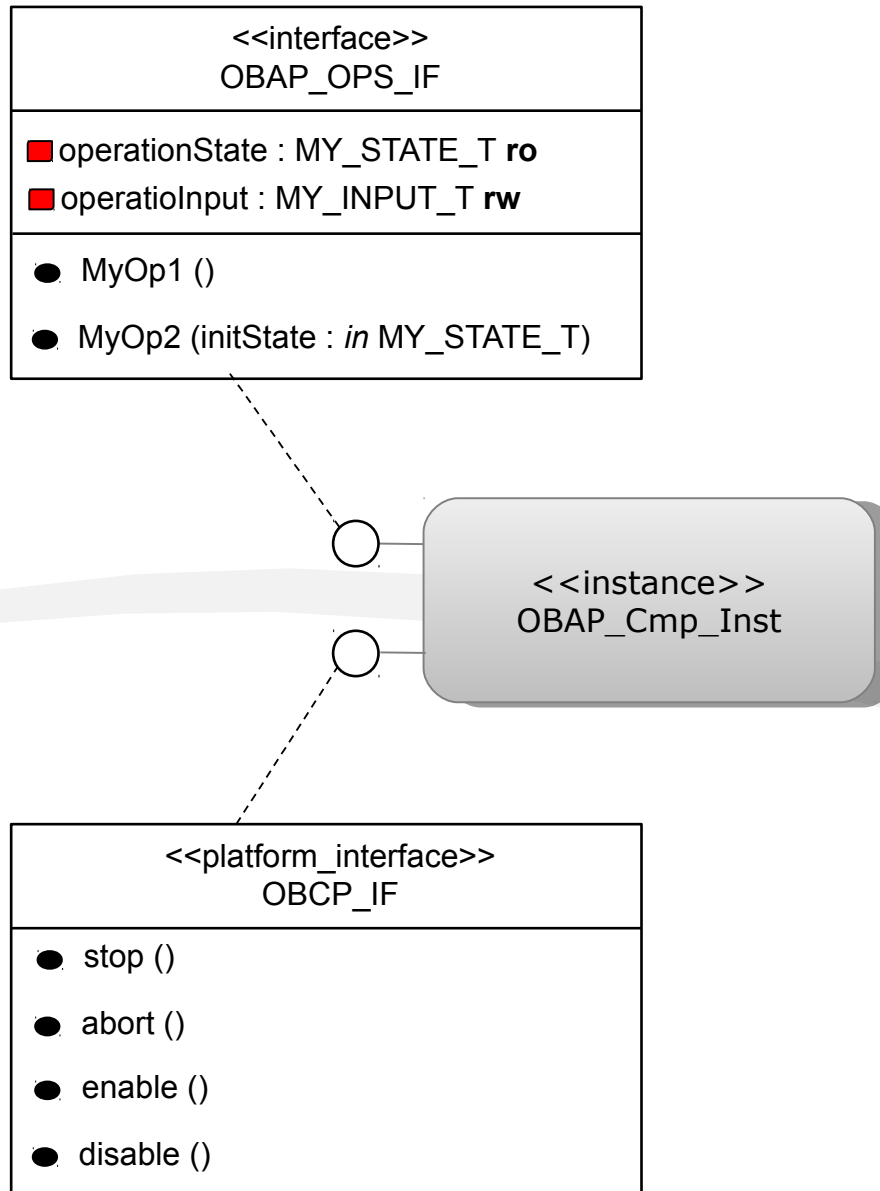 <<interface>>
OBAP_OPS_IF
operationState : MY_STATE_T ro
operatioInput : MY_INPUT_T rw
MyOp1 ()
MyOp2 (initState : in MY_STATE_T)
<<instance>>
OBAP_Cmp_Inst
<<platform_interface>>
OBCP_IF
stop ()
abort ()
enable ()
disable ()